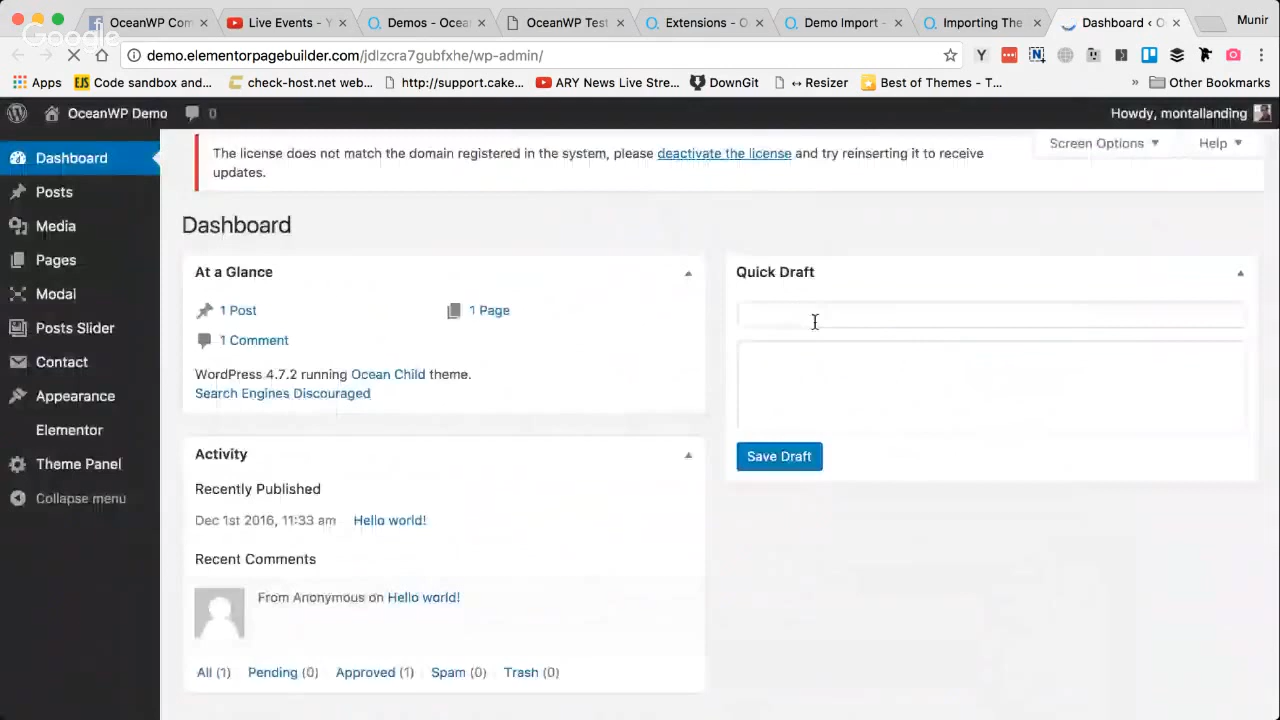 OceanWP Com
Live Events - Y
Demos - Oce
OceanWP Test
Extensions - O
Demo Import -
Importing The
Dashboard ‹ O
Munir
Google
demo.elementorpagebuilder.com/jdlzcra7gubfxhe/wp-admin/
Apps
EJS Code sandbox and...
check-host.net web...
http://support.cake...
ARY News Live Stre...
DownGit
↔ Resizer
Best of Themes - T...
» Other Bookmarks
OceanWP Demo
0
Howdy, montallanding
Dashboard
Posts
Media
Pages
Modal
Posts Slider
Contact
Appearance
Elementor
Theme Panel
Collapse menu
The license does not match the domain registered in the system, please deactivate the license and try reinserting it to receive
updates.
Screen Options
Help
Dashboard
At a Glance
1 Post
1 Page
1 Comment
WordPress 4.7.2 running Ocean Child theme.
Search Engines Discouraged
Activity
Recently Published
Dec 1st 2016, 11:33 am Hello world!
Recent Comments
From Anonymous on Hello world!
All (1) Pending (0) Approved (1) Spam (0) Trash (0)
Quick Draft
Save Draft